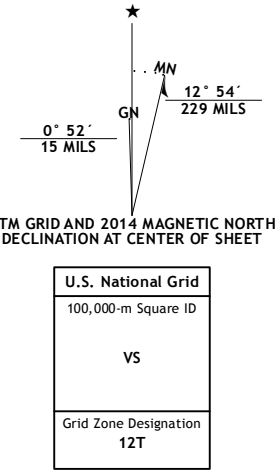 MN
GN
12° 54´
229 MILS
0° 52´
15 MILS
TM GRID AND 2014 MAGNETIC NORTH
DECLINATION AT CENTER OF SHEET
U.S. National Grid
100,000-m Square ID
VS
Grid Zone Designation
12T